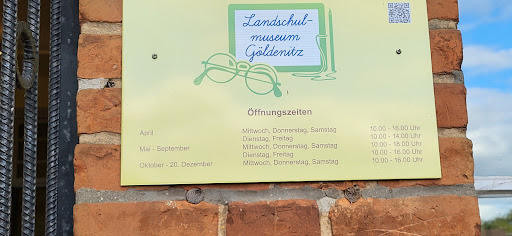 Landschul-
museum
Göldenitz
Öffnungszeiten
April Mittwoch, Donnerstag, Samstag 10.00 - 16.00 Uhr
Dienstag, Freitag 10.00 - 14.00 Uhr
Mai - September Mittwoch, Donnerstag, Samstag 10.00 - 18.00 Uhr
Dienstag, Freitag 10.00 - 16.00 Uhr
Oktober - 20. Dezember Mittwoch, Donnerstag, Samstag 10.00 - 16.00 Uhr